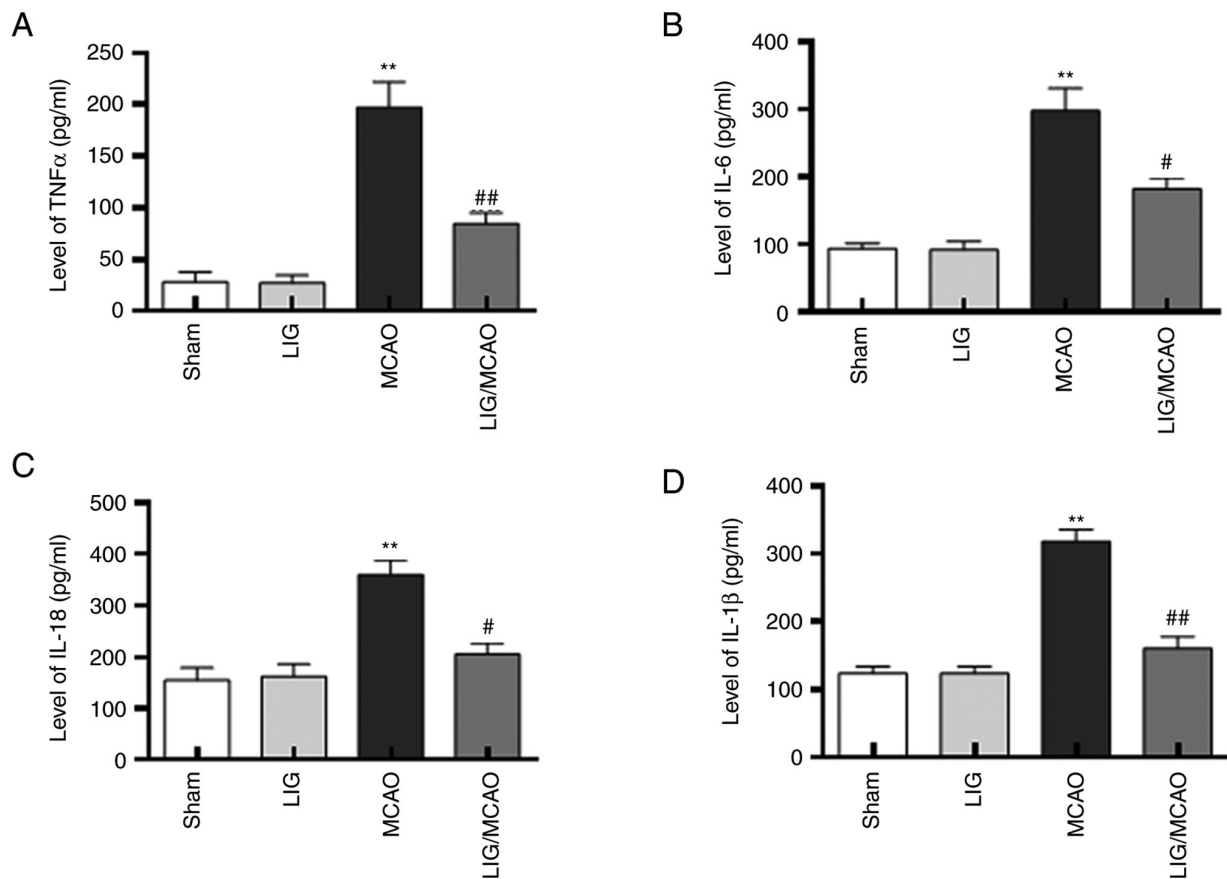 A
Level of TNFα (pg/ml)
250
200
150
100
50
0
**
##
Sham
LIG
MCAO
LIG/MCAO
B
Level of IL-6 (pg/ml)
400
300
200
100
0
**
#
Sham
LIG
MCAO
LIG/MCAO
C
Level of IL-18 (pg/ml)
500
400
300
200
100
0
**
#
Sham
LIG
MCAO
LIG/MCAO
D
Level of IL-1β (pg/ml)
400
300
200
100
0
**
##
Sham
LIG
MCAO
LIG/MCAO